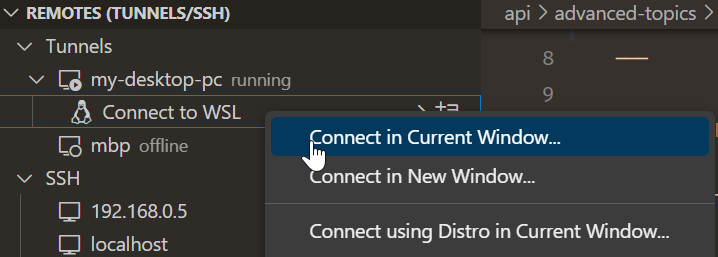 REMOTES (TUNNELS/SSH)
Tunnels
my-desktop-pc running
Connect to WSL
mbp offline
SSH
192.168.0.5
localhost
api > advanced-topics >
8
9
Connect in Current Window...
Connect in New Window...
Connect using Distro in Current Window...